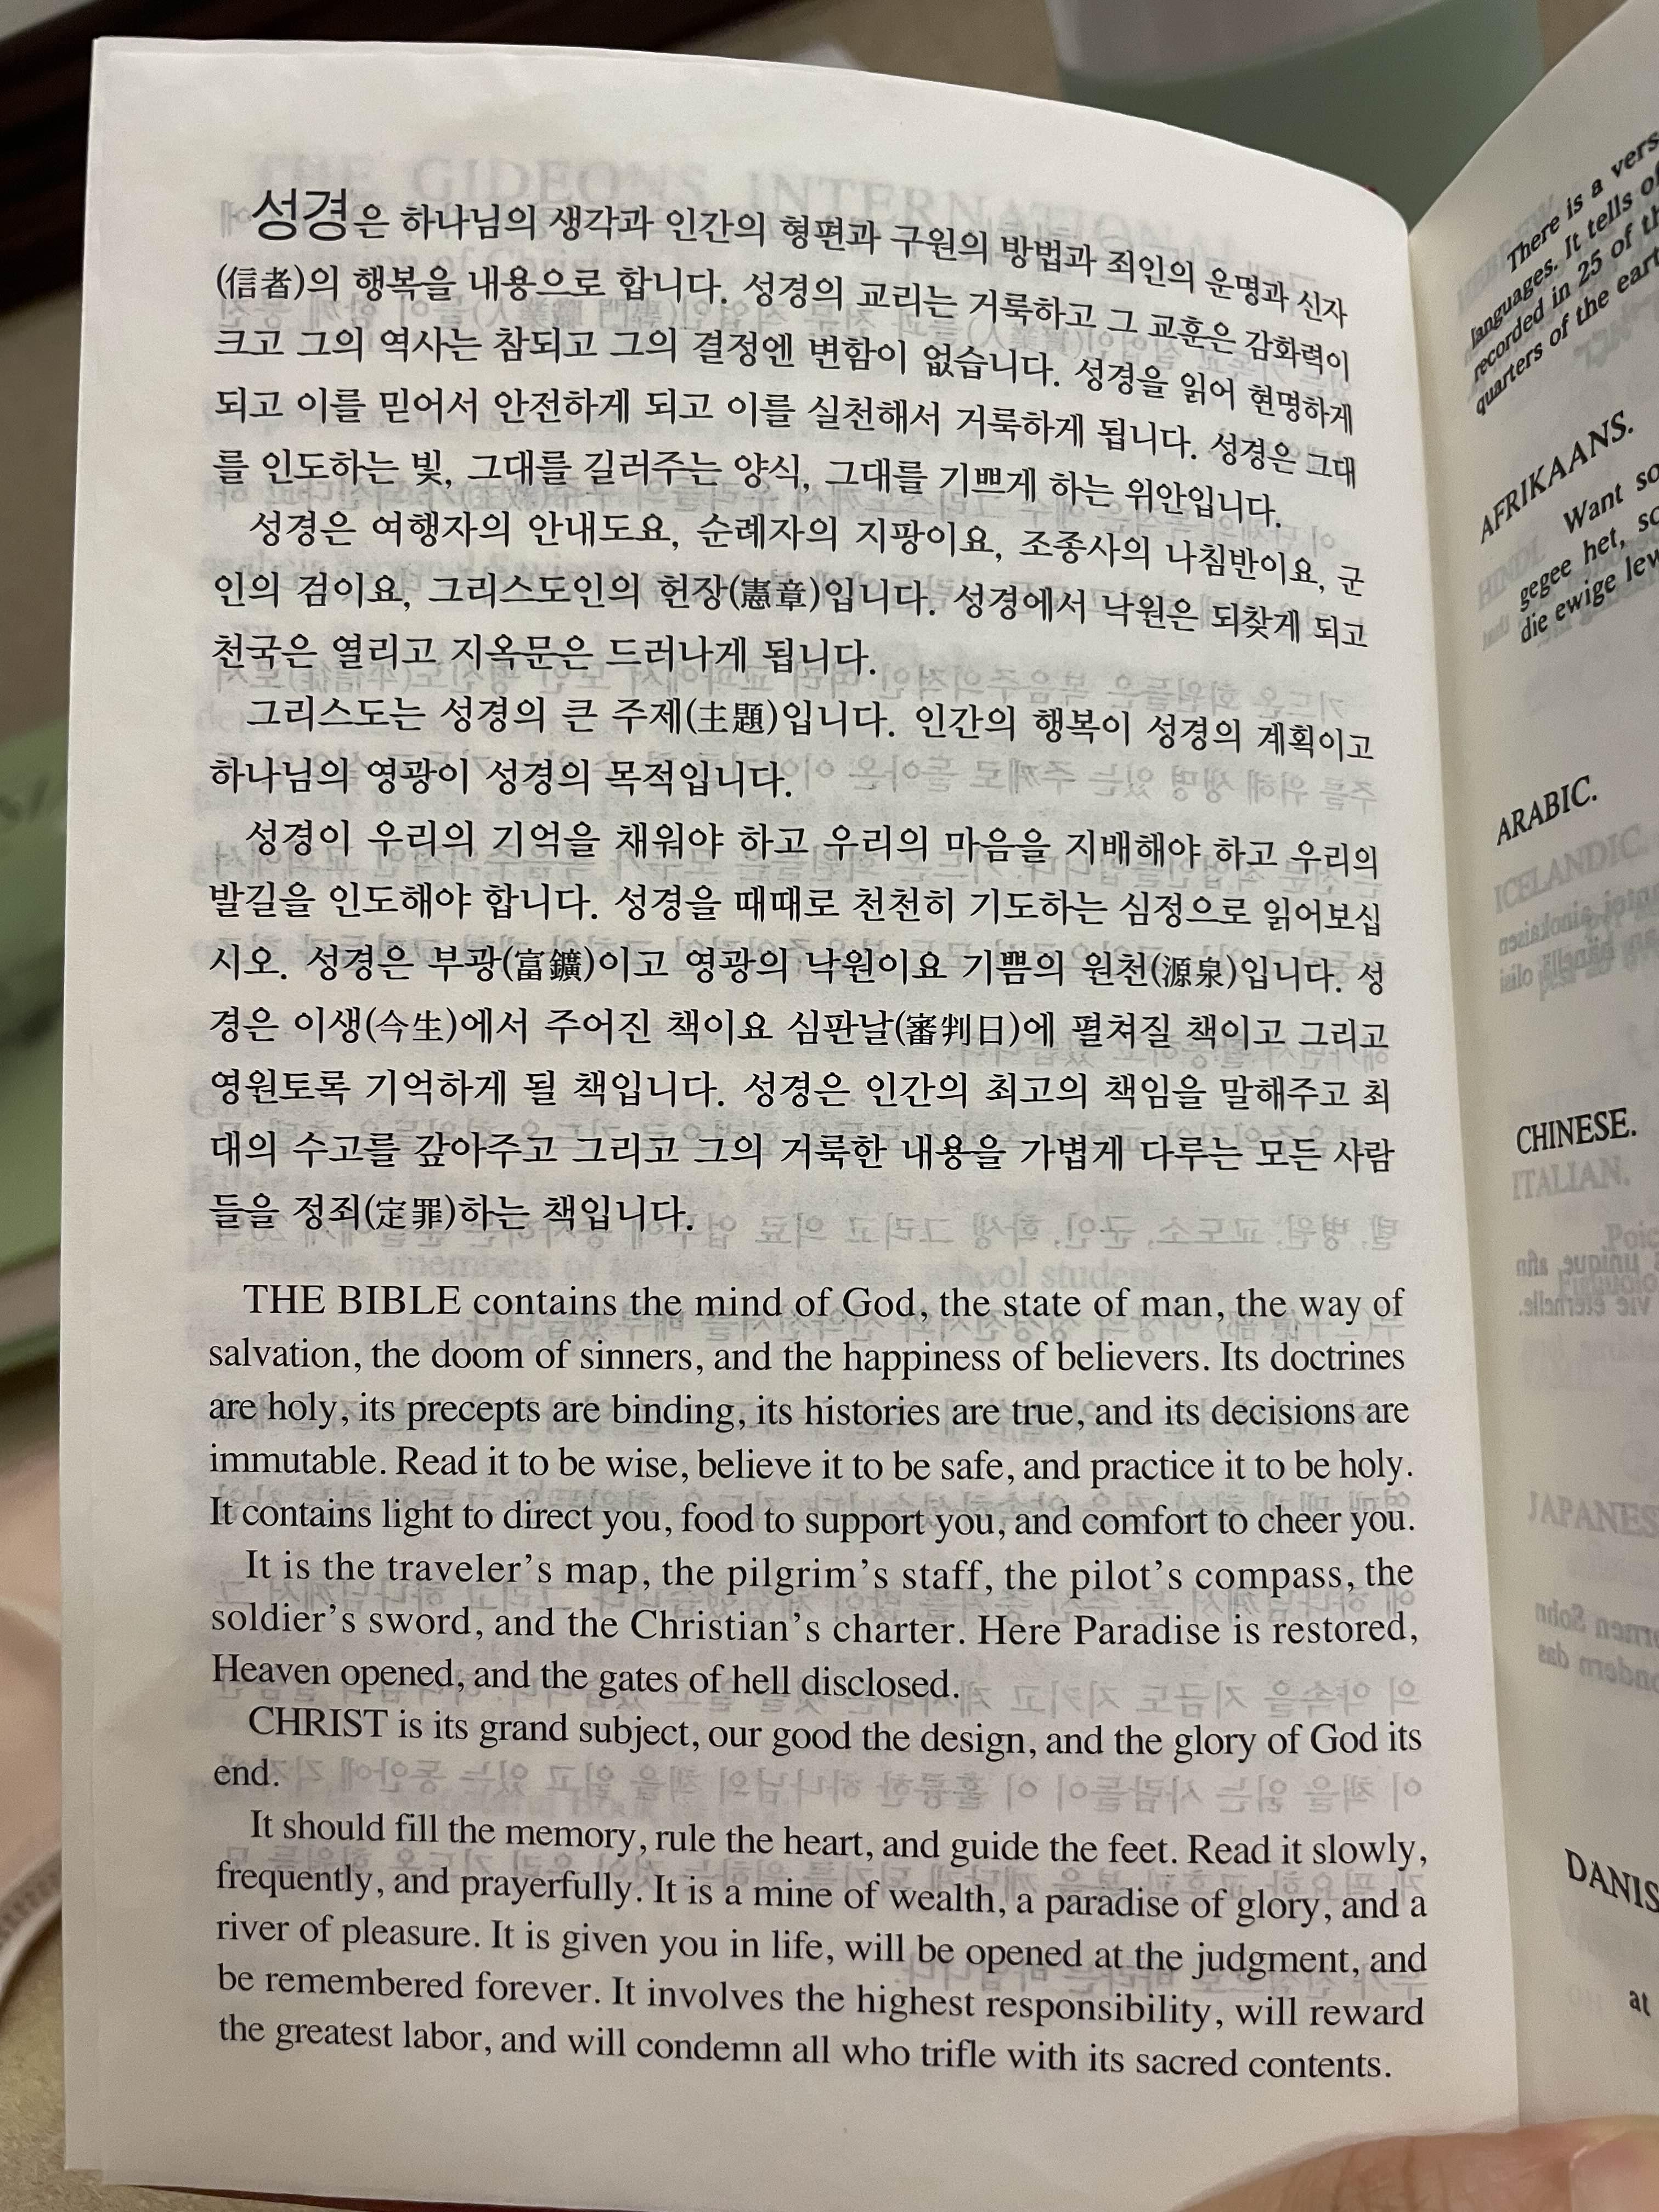 성경은 하나님의 생각과 인간의 형편과 구원의 방법과 죄인의 운명과 신자
(信者)의 행복을 내용으로 합니다. 성경의 교리는 거룩하고 그 교훈은 감화력이
크고 그의 역사는 참되고 그의 결정엔 변함이 없습니다. 성경을 읽어 현명하게
되고 이를 믿어서 안전하게 되고 이를 실천해서 거룩하게 됩니다. 성경은 그대
를 인도하는 빛, 그대를 길러주는 양식, 그대를 기쁘게 하는 위안입니다.
성경은 여행자의 안내도요, 순례자의 지팡이요, 조종사의 나침반이요, 군
인의 검이요, 그리스도인의 헌장(憲章)입니다. 성경에서 낙원은 되찾게 되고
천국은 열리고 지옥문은 드러나게 됩니다.
그리스도는 성경의 큰 주제(主題)입니다. 인간의 행복이 성경의 계획이고
하나님의 영광이 성경의 목적입니다.
성경이 우리의 기억을 채워야 하고 우리의 마음을 지배해야 하고 우리의
발길을 인도해야 합니다. 성경을 때때로 천천히 기도하는 심정으로 읽어보십
시오. 성경은 부광(富鑛)이고 영광의 낙원이요 기쁨의 원천(源泉)입니다. 성
경은 이생(今生)에서 주어진 책이요 심판날(審判日)에 펼쳐질 책이고 그리고
영원토록 기억하게 될 책입니다. 성경은 인간의 최고의 책임을 말해주고 최
대의 수고를 갚아주고 그리고 그의 거룩한 내용을 가볍게 다루는 모든 사람
들을 정죄(定罪)하는 책입니다.
THE BIBLE contains the mind of God, the state of man, the way of
salvation, the doom of sinners, and the happiness of believers. Its doctrines
are holy, its precepts are binding, its histories are true, and its decisions are
immutable. Read it to be wise, believe it to be safe, and practice it to be holy.
It contains light to direct you, food to support you, and comfort to cheer you.
It is the traveler's map, the pilgrim's staff, the pilot's compass, the
soldier's sword, and the Christian's charter. Here Paradise is restored,
Heaven opened, and the gates of hell disclosed.
CHRIST is its grand subject, our good the design, and the glory of God its
end.
It should fill the memory, rule the heart, and guide the feet. Read it slowly,
frequently, and prayerfully. It is a mine of wealth, a paradise of glory, and a
river of pleasure. It is given you in life, will be opened at the judgment, and
be remembered forever. It involves the highest responsibility, will reward
the greatest labor, and will condemn all who trifle with its sacred contents.
There is a
languages. It tells
recorded in 25 of
quarters of the
AFRIKAANS.
Want
gegee het,
die ewige
ARABIC.
CHINESE.
at